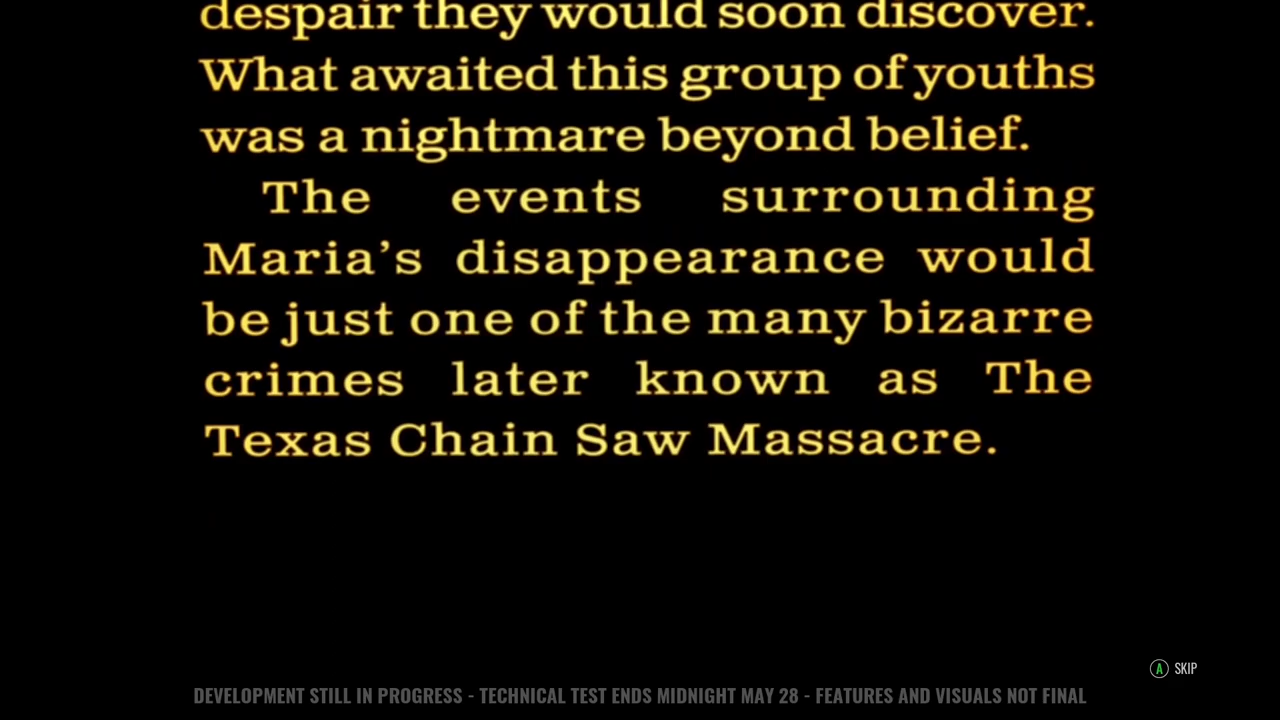 despair they would soon discover.
What awaited this group of youths
was a nightmare beyond belief.
The events surrounding
Maria’s disappearance would
be just one of the many bizarre
crimes later known as The
Texas Chain Saw Massacre.
A SKIP
DEVELOPMENT STILL IN PROGRESS - TECHNICAL TEST ENDS MIDNIGHT MAY 28 - FEATURES AND VISUALS NOT FINAL